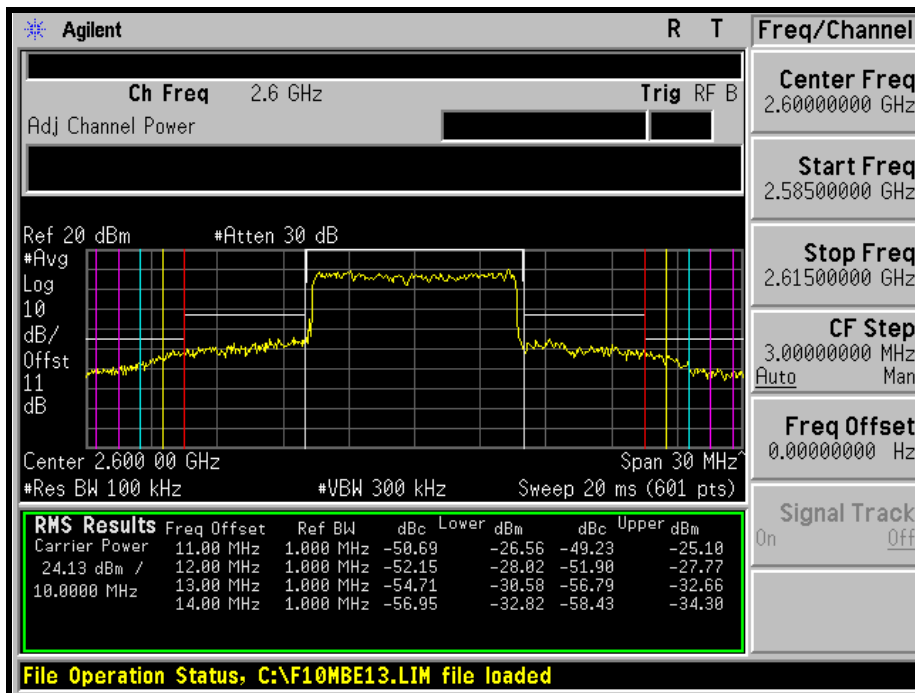 Agilent R T Freq/Channel
Ch Freq 2.6 GHz Trig RF B
Adj Channel Power
Center Freq
2.60000000 GHz
Start Freq
2.58500000 GHz
Stop Freq
2.61500000 GHz
CF Step
3.00000000 MHz
Auto Man
Freq Offset
0.00000000 Hz
Signal Track
On Off
Ref 20 dBm #Atten 30 dB
#Avg
Log
10
dB/
Offst
11
dB
Center 2.600 00 GHz Span 30 MHz^
#Res BW 100 kHz #VBW 300 kHz Sweep 20 ms (601 pts)
RMS Results Freq Offset Ref BW dBc Lower dBm dBc Upper dBm
Carrier Power 11.00 MHz 1.000 MHz -50.69 -26.56 -49.23 -25.10
24.13 dBm / 12.00 MHz 1.000 MHz -52.15 -28.02 -51.90 -27.77
10.0000 MHz 13.00 MHz 1.000 MHz -54.71 -30.58 -56.79 -32.66
14.00 MHz 1.000 MHz -56.95 -32.82 -58.43 -34.30
File Operation Status, C:\F10MBE13.LIM file loaded